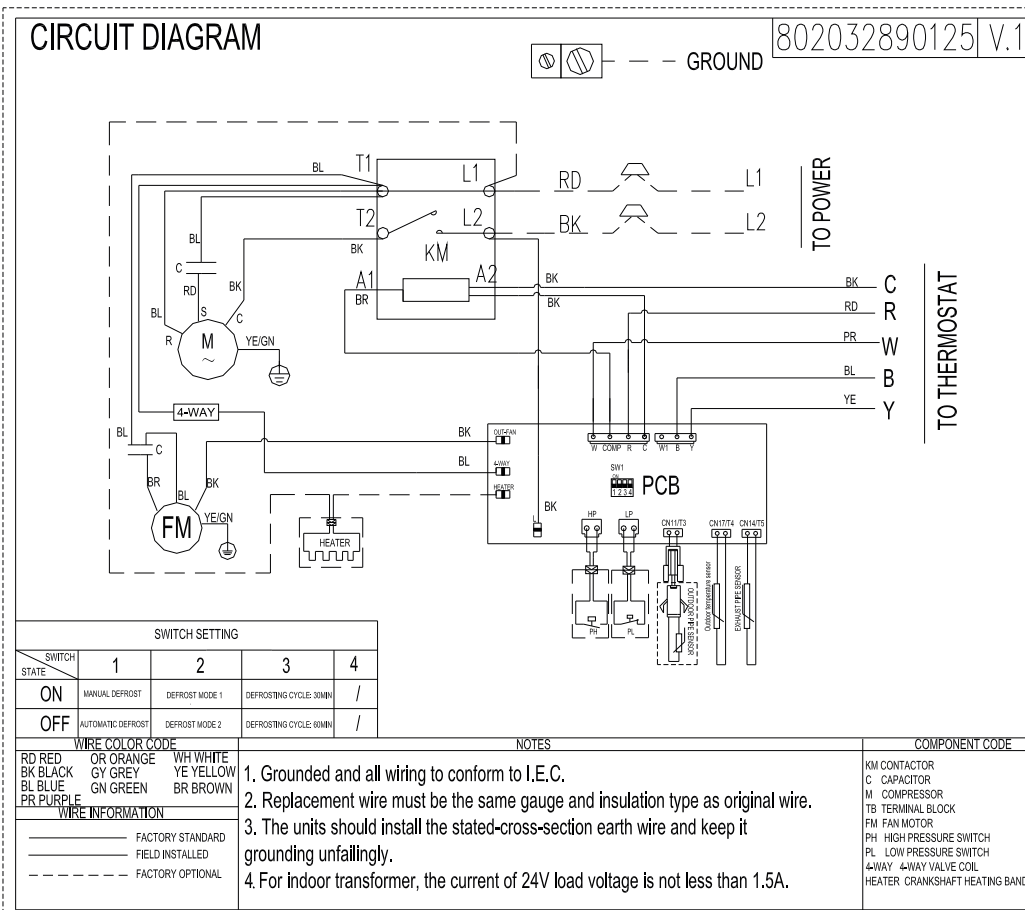 CIRCUIT DIAGRAM
802032890125 V.1
GROUND
T1
L1
BL
RD
L1
T2
L2
BK
L2
TO POWER
KM
BK
BL
C
RD
BK
A1
BR
A2
BK
BK
BK C
RD R
PR W
BL B
YE Y
TO THERMOSTAT
BL
S
C
R
M
~
YE/GN
4-WAY
BL
C
BK
OUT-FAN
BL
4-WAY
HEATER
W COMP R C
W1 B Y
SW1
ON
1 2 3 4
PCB
BR
BL
BK
FM
YE/GN
HEATER
L
BK
HP
LP
CN11/T3
CN17/T4
CN14/T5
PH
PL
OUTDOOR PIPE SENSOR
Outdoor temperature sensor
EXHAUST PIPE SENSOR
SWITCH SETTING
SWITCH
STATE
1 2 3 4
ON MANUAL DEFROST DEFROST MODE 1 DEFROSTING CYCLE: 30MIN /
OFF AUTOMATIC DEFROST DEFROST MODE 2 DEFROSTING CYCLE: 60MIN /
WIRE COLOR CODE
RD RED OR ORANGE WH WHITE
BK BLACK GY GREY YE YELLOW
BL BLUE GN GREEN BR BROWN
PR PURPLE
WIRE INFORMATION
FACTORY STANDARD
FIELD INSTALLED
FACTORY OPTIONAL
NOTES
1. Grounded and all wiring to conform to I.E.C.
2. Replacement wire must be the same gauge and insulation type as original wire.
3. The units should install the stated-cross-section earth wire and keep it
grounding unfailingly.
4. For indoor transformer, the current of 24V load voltage is not less than 1.5A.
COMPONENT CODE
KM CONTACTOR
C CAPACITOR
M COMPRESSOR
TB TERMINAL BLOCK
FM FAN MOTOR
PH HIGH PRESSURE SWITCH
PL LOW PRESSURE SWITCH
4-WAY 4-WAY VALVE COIL
HEATER CRANKSHAFT HEATING BAND